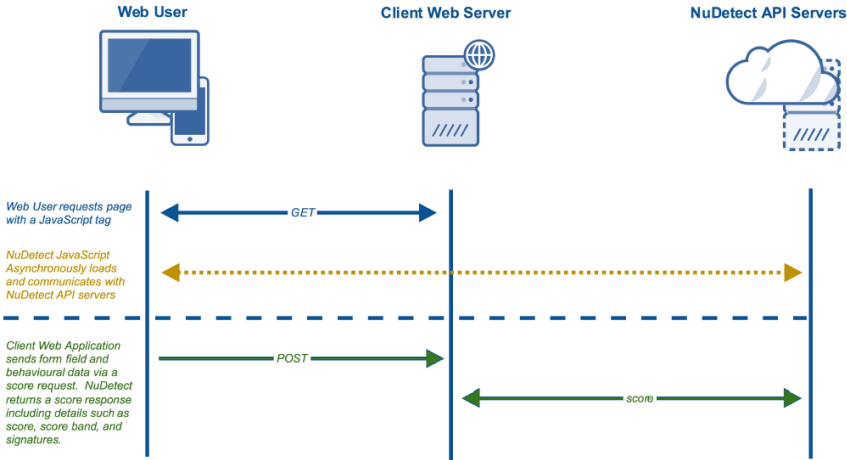 Web User
Client Web Server
NuDetect API Servers
Web User requests page
with a JavaScript tag
GET
NuDetect JavaScript
Asynchronously loads
and communicates with
NuDetect API servers
Client Web Application
sends form field and
behavioural data via a
score request.  NuDetect
returns a score response
including details such as
score, score band, and
signatures.
POST
score